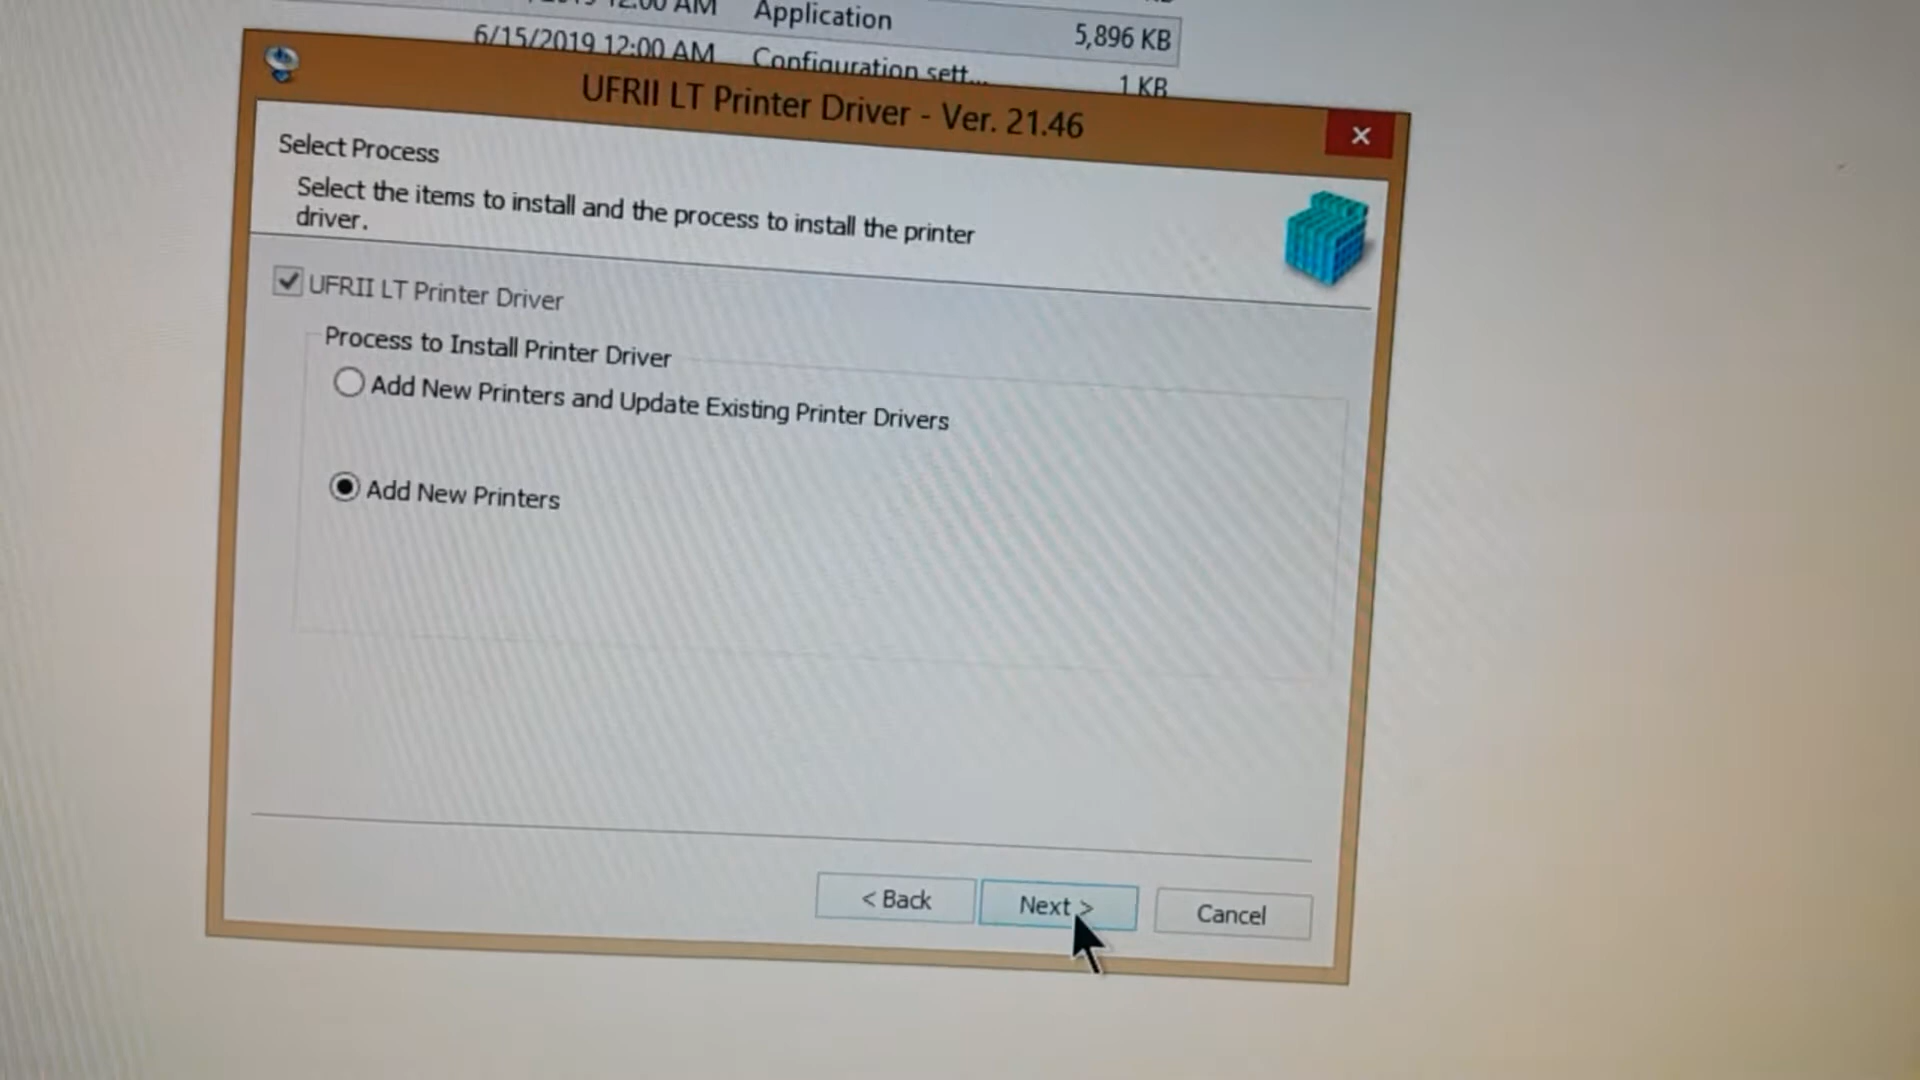 12:00 AM Application
5,896 KB
6/15/2019 12:00 AM Configuration sett...
1 KB
UFRII LT Printer Driver - Ver. 21.46
Select Process
Select the items to install and the process to install the printer
driver.
UFRII LT Printer Driver
Process to Install Printer Driver
Add New Printers and Update Existing Printer Drivers
Add New Printers
< Back
Next >
Cancel